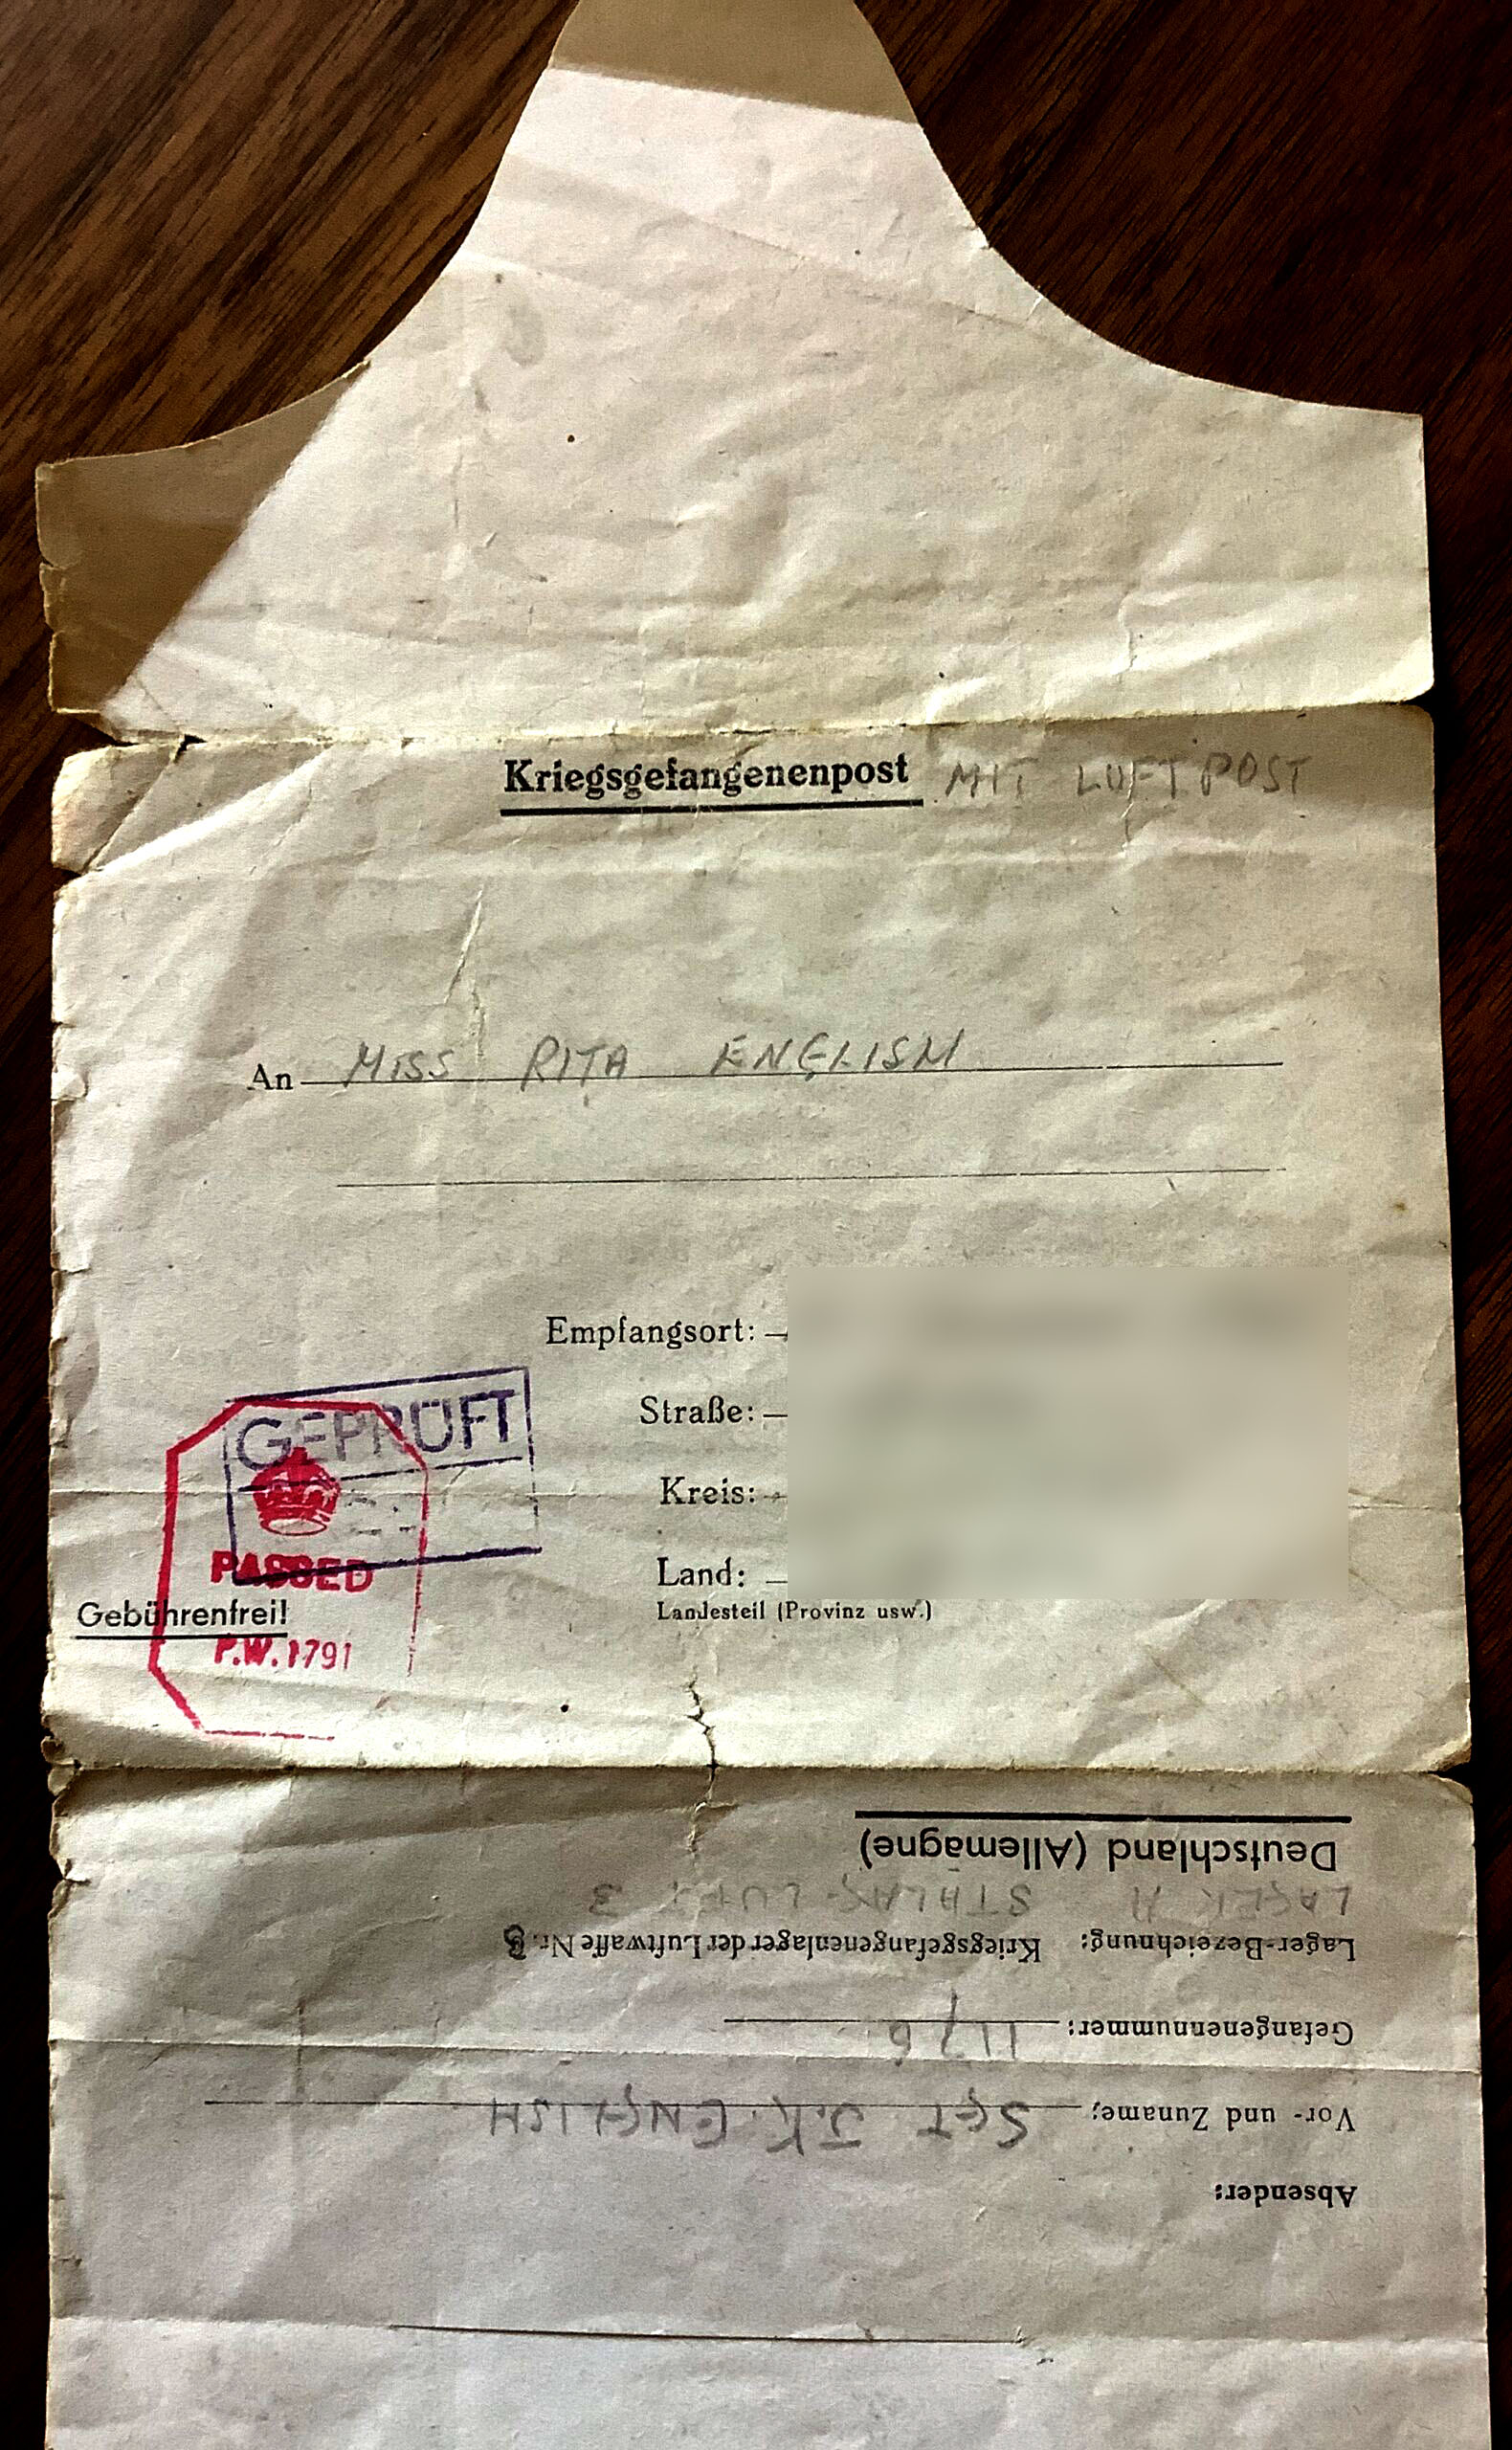 Kriegsgefangenenpost MIT LUFTPOST
An MISS RITA ENGLISH
Empfangsort:
Straße:
Kreis:
Land:
Landesteil (Provinz usw.)
GEPRÜFT
PASSED
Gebührenfrei!
P.W.1791
Absender:
Vor- und Zuname: SGT J.K. ENGLISH
Gefangenennummer: 1176
Lager-Bezeichnung: Kriegsgefangenenlager der Luftwaffe Nr. 3
LAGER A STALAG LUFT 3
Deutschland (Allemagne)